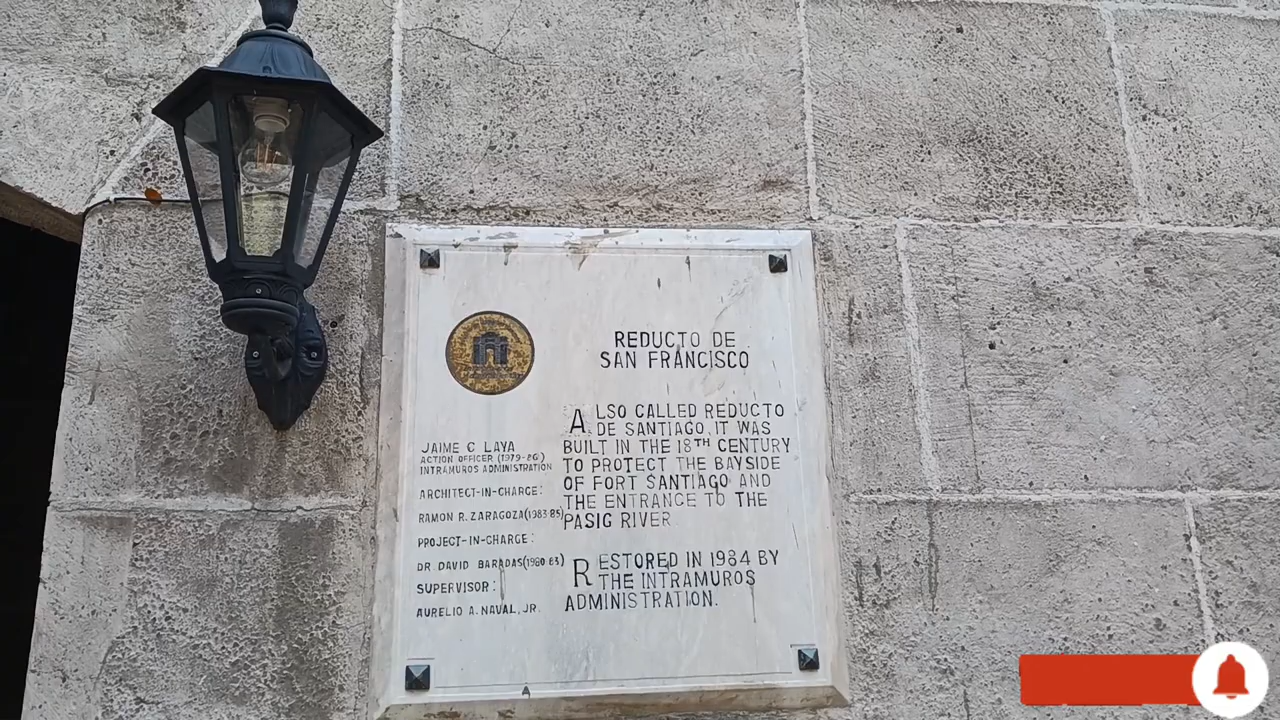 REDUCTO DE
SAN FRANCISCO
ALSO CALLED REDUCTO
DE SANTIAGO, IT WAS
BUILT IN THE 18TH CENTURY
TO PROTECT THE BAYSIDE
OF FORT SANTIAGO AND
THE ENTRANCE TO THE
PASIG RIVER
RESTORED IN 1984 BY
THE INTRAMUROS
ADMINISTRATION.
JAIME C LAYA
ACTION OFFICER (1979-86)
INTRAMUROS ADMINISTRATION
ARCHITECT-IN-CHARGE:
RAMON R. ZARAGOZA(1983-85)
PROJECT-IN-CHARGE:
DR DAVID BARADAS(1980-83)
SUPERVISOR:
AURELIO A. NAVAL, JR.